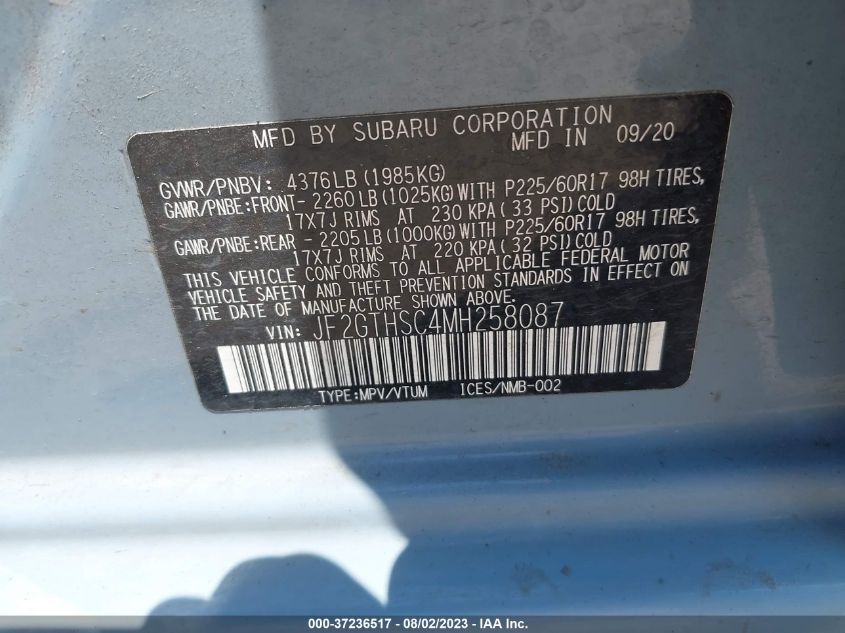 MFD BY SUBARU CORPORATION
MFD IN 09/20
GVWR/PNBV: 4376LB (1985KG)
GAWR/PNBE:FRONT- 2260LB (1025KG) WITH P225/60R17 98H TIRES,
17X7J RIMS AT 230 KPA (33 PSI) COLD
GAWR/PNBE:REAR - 2205LB (1000KG) WITH P225/60R17 98H TIRES,
17X7J RIMS AT 220 KPA (32 PSI) COLD
THIS VEHICLE CONFORMS TO ALL APPLICABLE FEDERAL MOTOR
VEHICLE SAFETY AND THEFT PREVENTION STANDARDS IN EFFECT ON
THE DATE OF MANUFACTURE SHOWN ABOVE.
VIN: JF2GTHSC4MH258087
TYPE:MPV/VTUM ICES/NMB-002
000-37236517 - 08/02/2023 - IAA Inc.